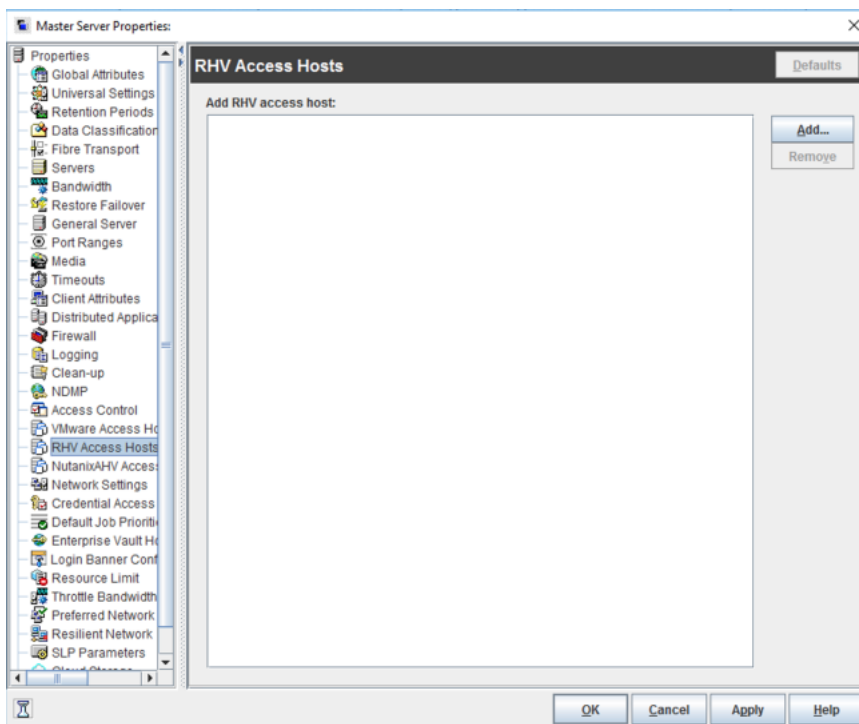 Master Server Properties:
Properties
Global Attributes
Universal Settings
Retention Periods
Data Classification
Fibre Transport
Servers
Bandwidth
Restore Failover
General Server
Port Ranges
Media
Timeouts
Client Attributes
Distributed Applica
Firewall
Logging
Clean-up
NDMP
Access Control
VMware Access Ho
RHV Access Hosts
NutanixAHV Access
Network Settings
Credential Access
Default Job Prioriti
Enterprise Vault Ho
Login Banner Conf
Resource Limit
Throttle Bandwidth
Preferred Network
Resilient Network
SLP Parameters
Cloud Storage
RHV Access Hosts
Defaults
Add RHV access host:
Add...
Remove
OK
Cancel
Apply
Help